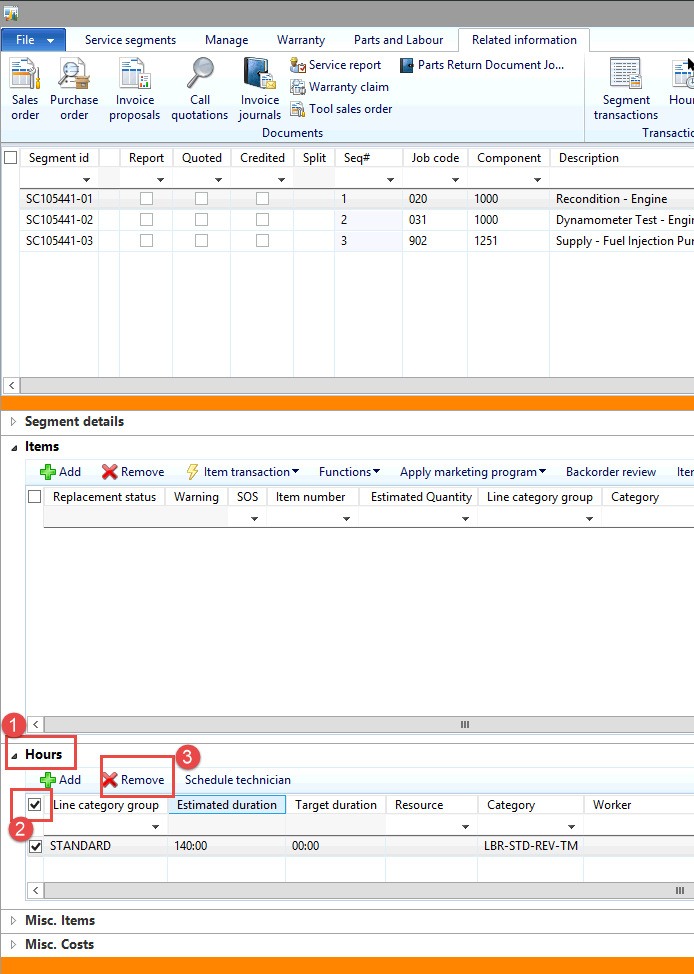 File Service segments Manage Warranty Parts and Labour Related information
Sales order
Purchase order
Invoice proposals
Call quotations
Invoice journals
Service report
Warranty claim
Tool sales order
Parts Return Document Jo...
Documents
Segment transactions
Hou
Transactio
Segment id Report Quoted Credited Split Seq# Job code Component Description
SC105441-01 1 020 1000 Recondition - Engine
SC105441-02 2 031 1000 Dynamometer Test - Engi
SC105441-03 3 902 1251 Supply - Fuel Injection Pu
Segment details
Items
Add Remove Item transaction Functions Apply marketing program Backorder review Iter
Replacement status Warning SOS Item number Estimated Quantity Line category group Category
1
Hours
3
Add Remove Schedule technician
Line category group Estimated duration Target duration Resource Category Worker
2
STANDARD 140:00 00:00 LBR-STD-REV-TM
Misc. Items
Misc. Costs